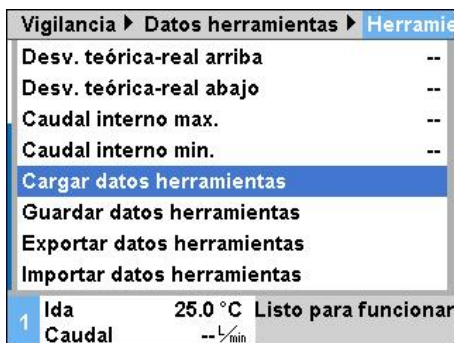 Vigilancia ▶ Datos herramientas ▶ Herramie
Desv. teórica-real arriba --
Desv. teórica-real abajo --
Caudal interno max. --
Caudal interno min. --
Cargar datos herramientas
Guardar datos herramientas
Exportar datos herramientas
Importar datos herramientas
1 Ida 25.0 °C Listo para funcionar
Caudal -- L/min